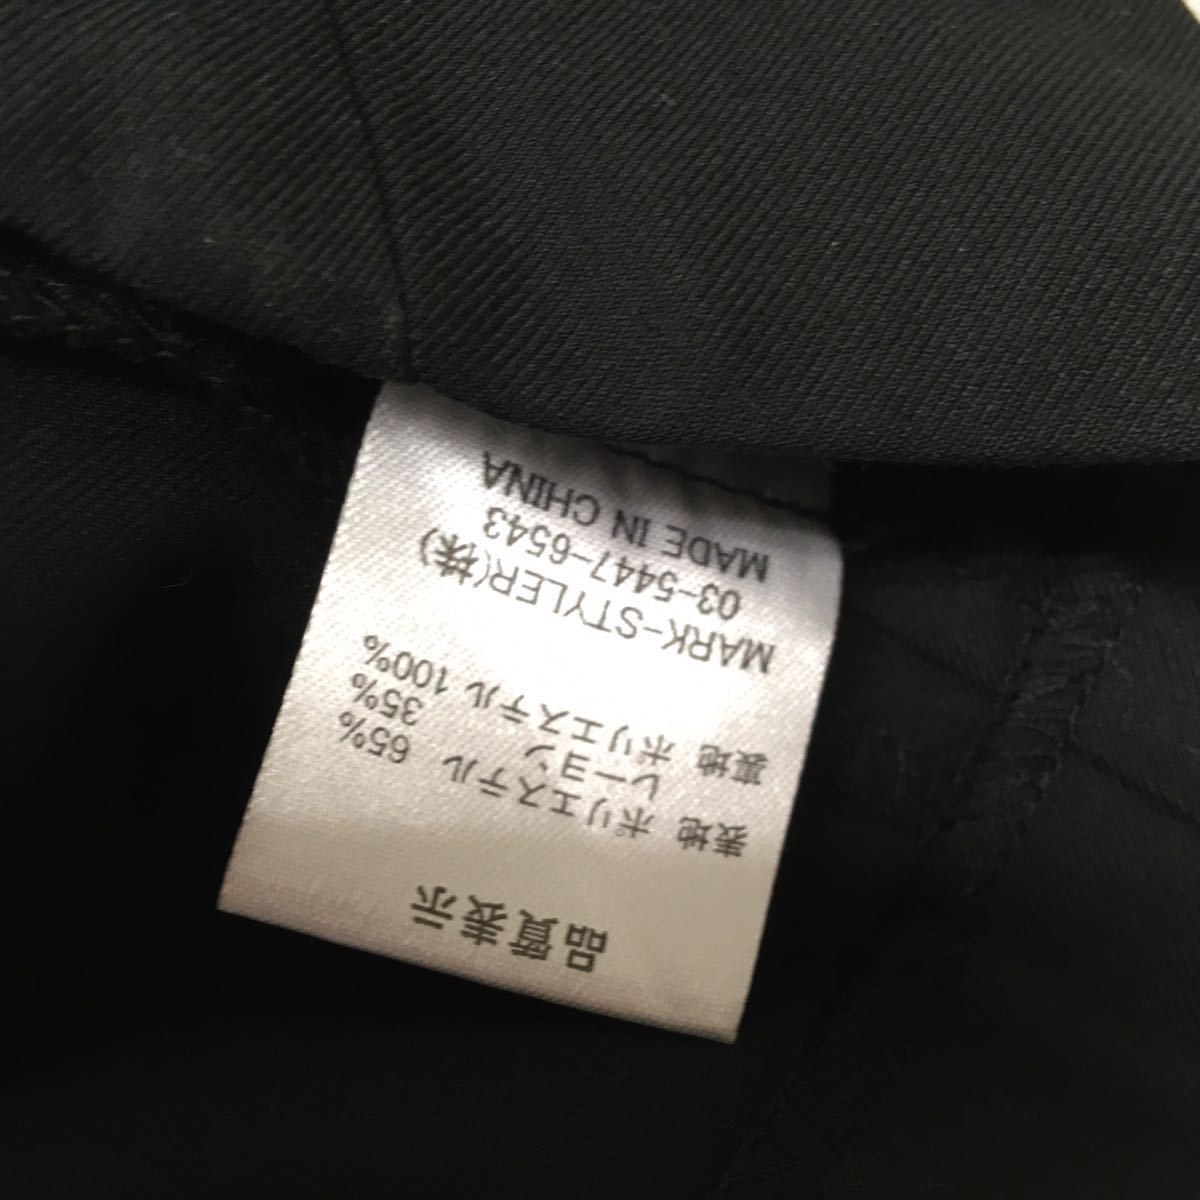 品質表示
表地 ポリエステル 65%
レーヨン 35%
裏地 ポリエステル 100%
MARK-STYLER(株)
03-5447-6543
MADE IN CHINA